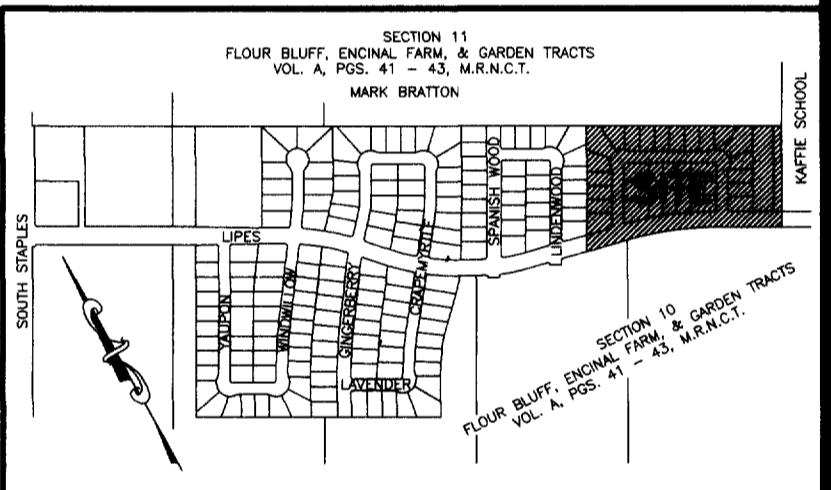 SECTION 11
FLOUR BLUFF, ENCINAL FARM, & GARDEN TRACTS
VOL. A, PGS. 41 – 43, M.R.N.C.T.
MARK BRATTON
KAFFIE SCHOOL
SPANISH WOOD
LINDENWOOD
SITE
SOUTH STAPLES
LIPES
CRAPEMYRTLE
YAUPON
WINDWILLOW
GINGERBERRY
LAVENDER
SECTION 10
FLOUR BLUFF, ENCINAL FARM, & GARDEN TRACTS
VOL. A, PGS. 41 – 43, M.R.N.C.T.